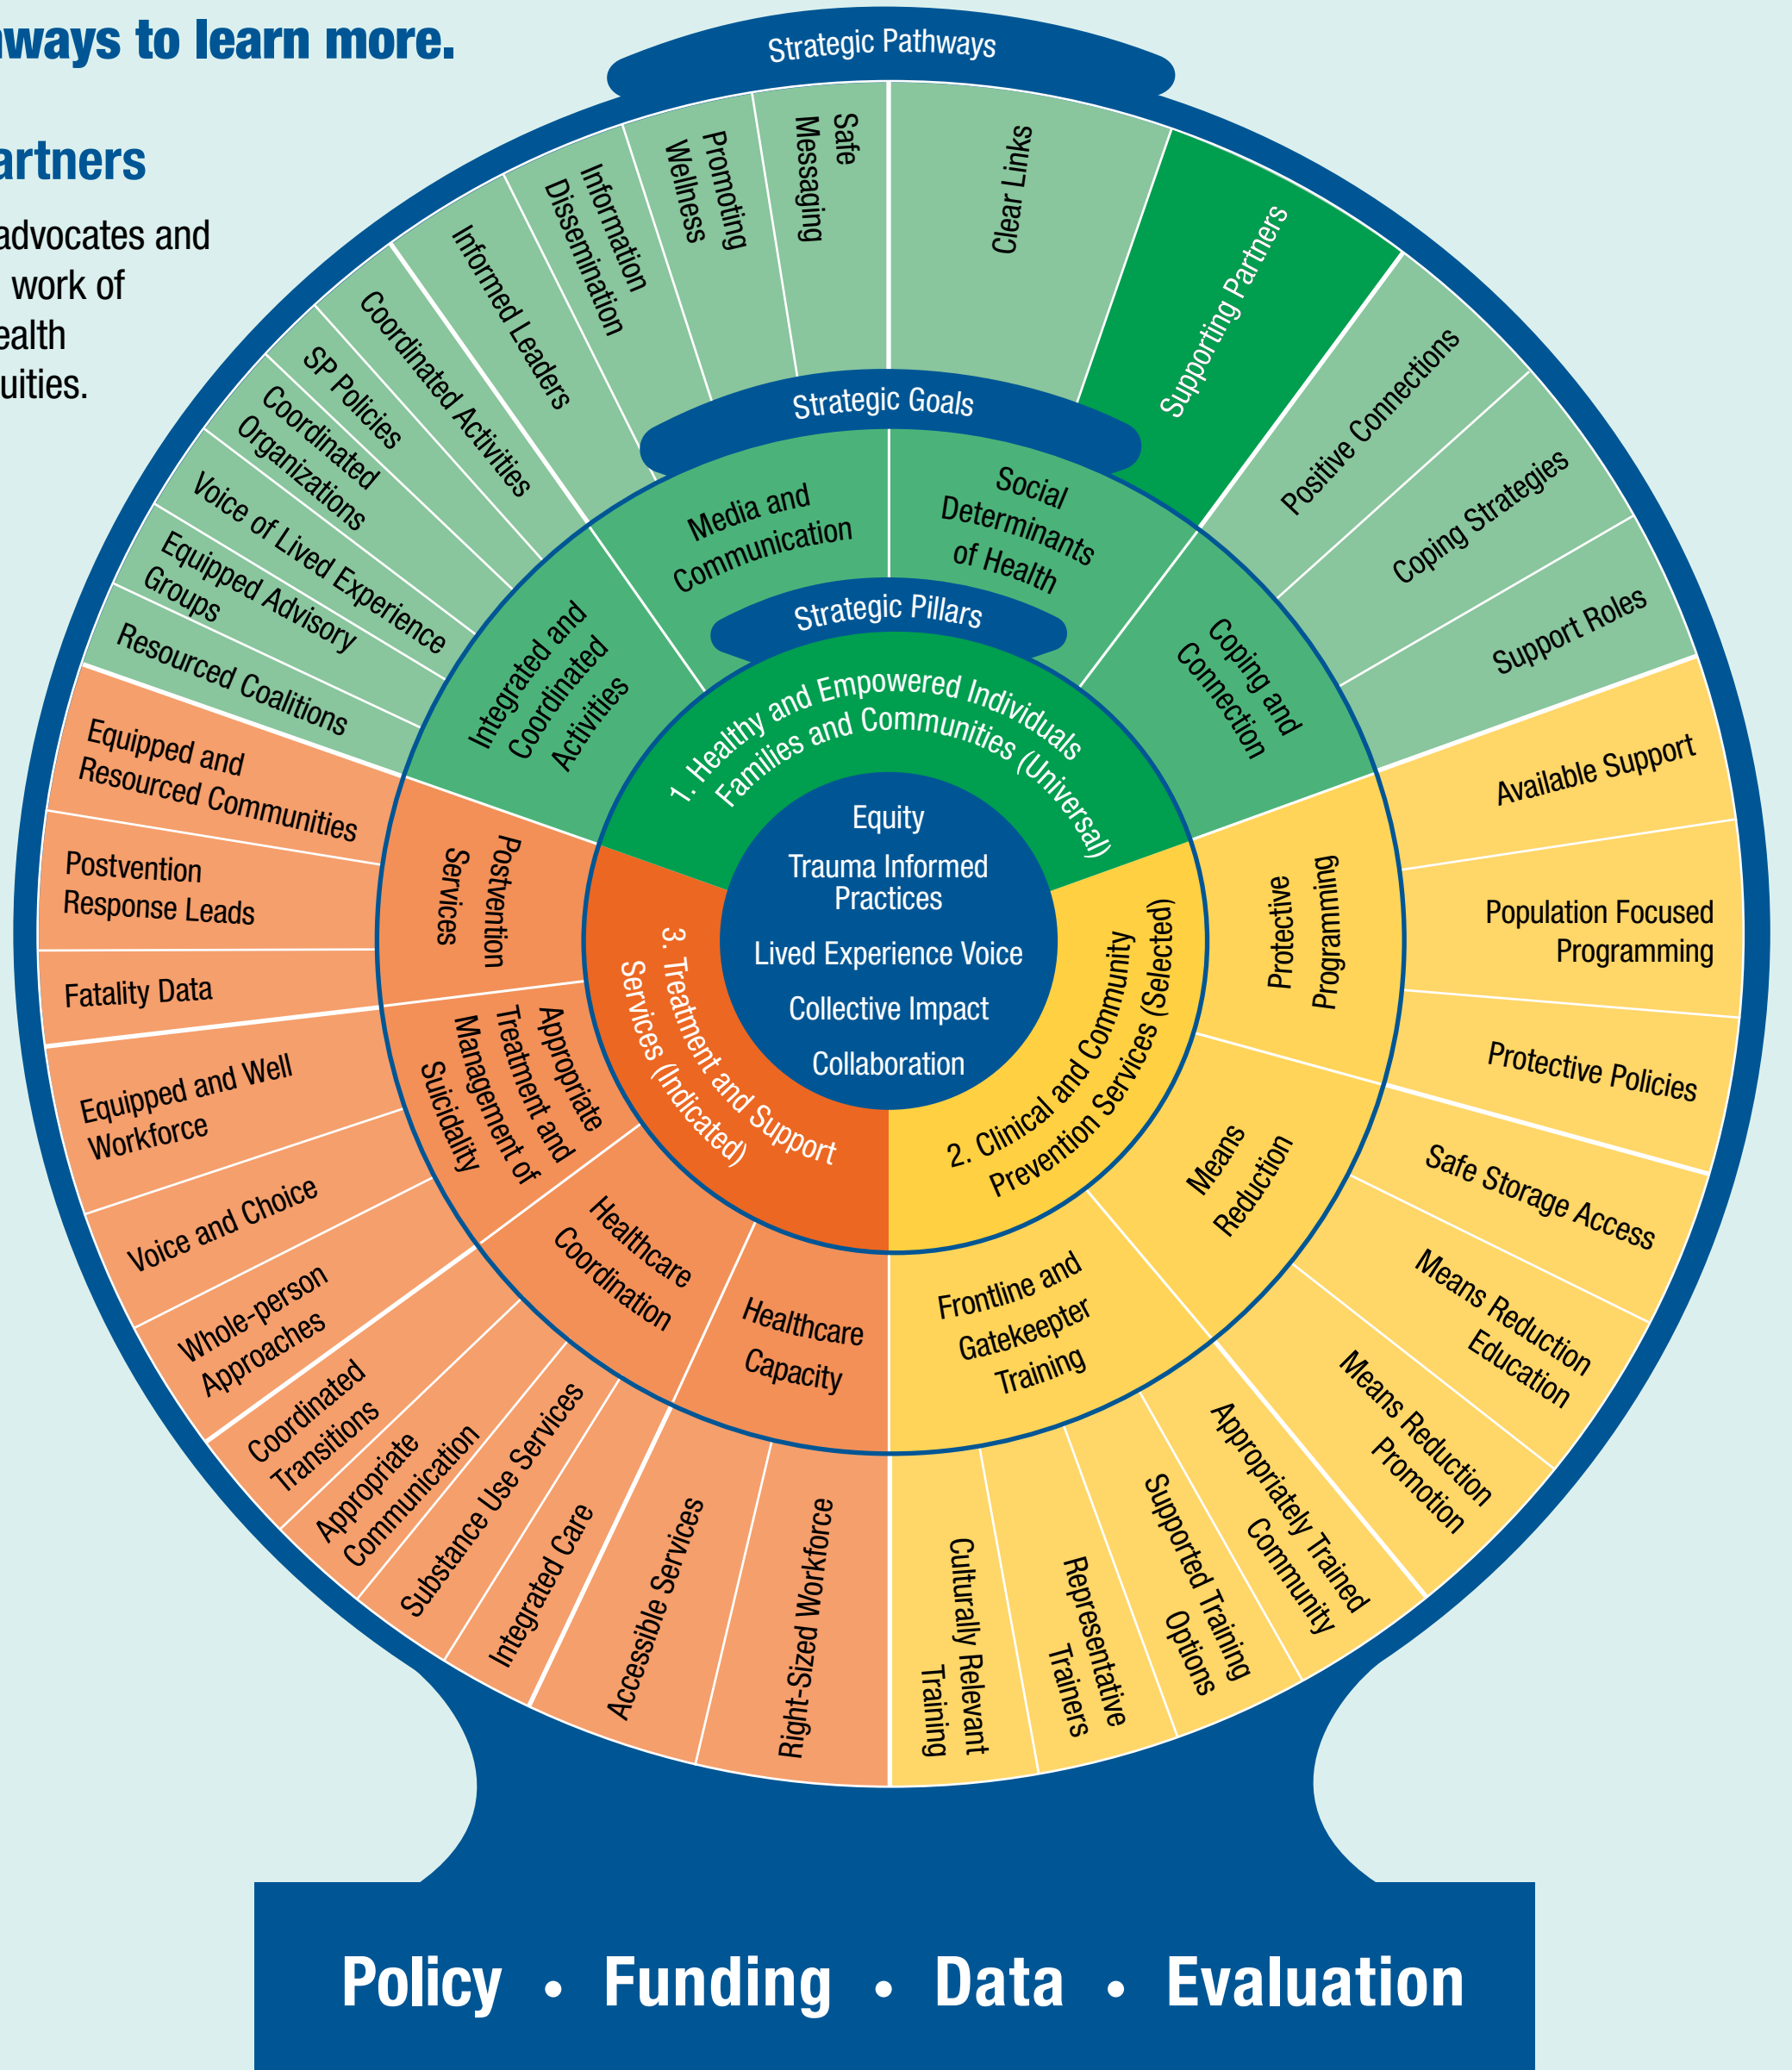 ways to learn more.
artners
advocates and
work of
ealth
uities.
Strategic Pathways
Safe
Messaging
Promoting
Wellness
Information
Dissemination
Informed Leaders
Coordinated Activities
SP Policies
Coordinated
Organizations
Voice of Lived Experience
Equipped Advisory
Groups
Resourced Coalitions
Clear Links
Supporting Partners
Positive Connections
Coping Strategies
Support Roles
Strategic Goals
Media and
Communication
Social
Determinants
of Health
Integrated and
Coordinated
Activities
Coping and
Connection
Strategic Pillars
1. Healthy and Empowered Individuals
Families and Communities (Universal)
Equity
Trauma Informed
Practices
Lived Experience Voice
Collective Impact
Collaboration
2. Clinical and Community
Prevention Services (Selected)
3. Treatment and Support
Services (Indicated)
Protective
Programming
Means
Reduction
Frontline and
Gatekeepter
Training
Available Support
Population Focused
Programming
Protective Policies
Safe Storage Access
Means Reduction
Education
Means Reduction
Promotion
Appropriately Trained
Community
Supported Training
Options
Representative
Trainers
Culturally Relevant
Training
Postvention
Services
Appropriate
Treatment and
Management of
Suicidality
Healthcare
Coordination
Healthcare
Capacity
Equipped and
Resourced Communities
Postvention
Response Leads
Fatality Data
Equipped and Well
Workforce
Voice and Choice
Whole-person
Approaches
Coordinated
Transitions
Appropriate
Communication
Substance Use Services
Integrated Care
Accessible Services
Right-Sized Workforce
Policy • Funding • Data • Evaluation